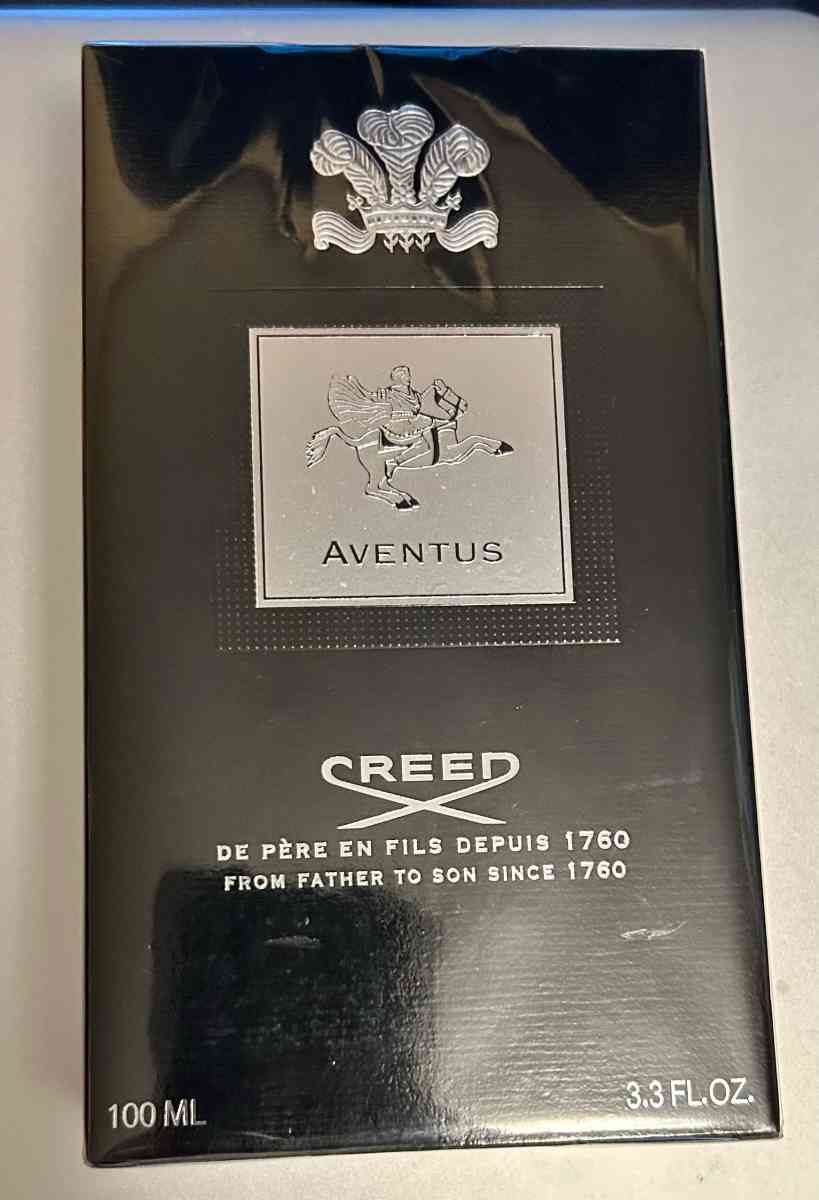 AVENTUS
CREED
DE PÈRE EN FILS DEPUIS 1760
FROM FATHER TO SON SINCE 1760
100 ML
3.3 FL.OZ.